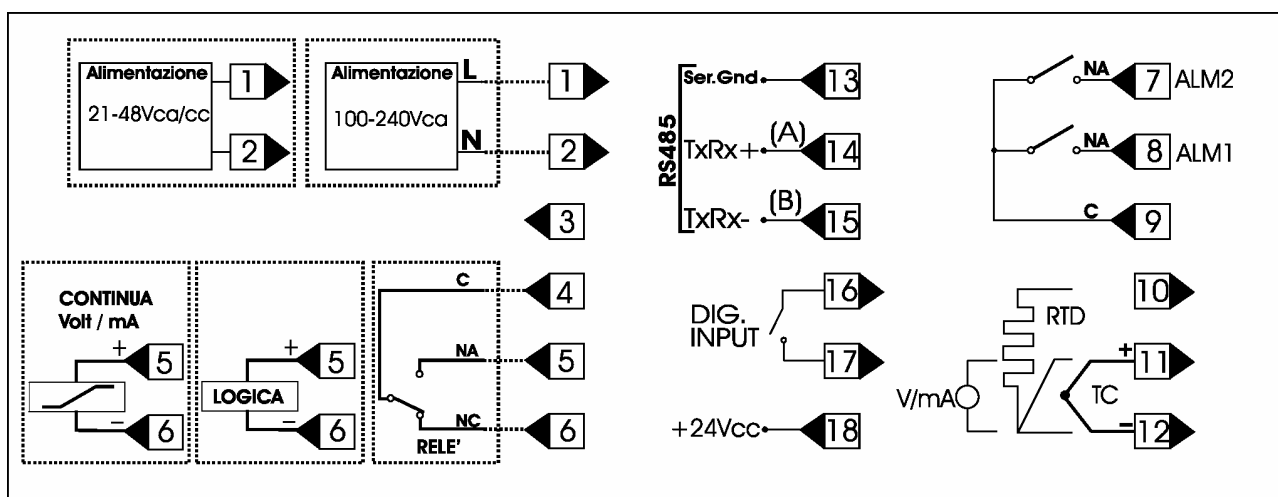 Alimentazione
21-48Vca/cc
1
2
Alimentazione
100-240Vca
L
N
1
2
3
CONTINUA
Volt / mA
+
5
−
6
+
5
LOGICA
−
6
C
4
NA
5
NC
6
RELE'
RS485
Ser.Gnd
13
TxRx+
(A)
14
TxRx-
(B)
15
DIG.
INPUT
16
17
+24Vcc
18
NA
7
ALM2
NA
8
ALM1
C
9
10
RTD
+
11
V/mA
TC
−
12